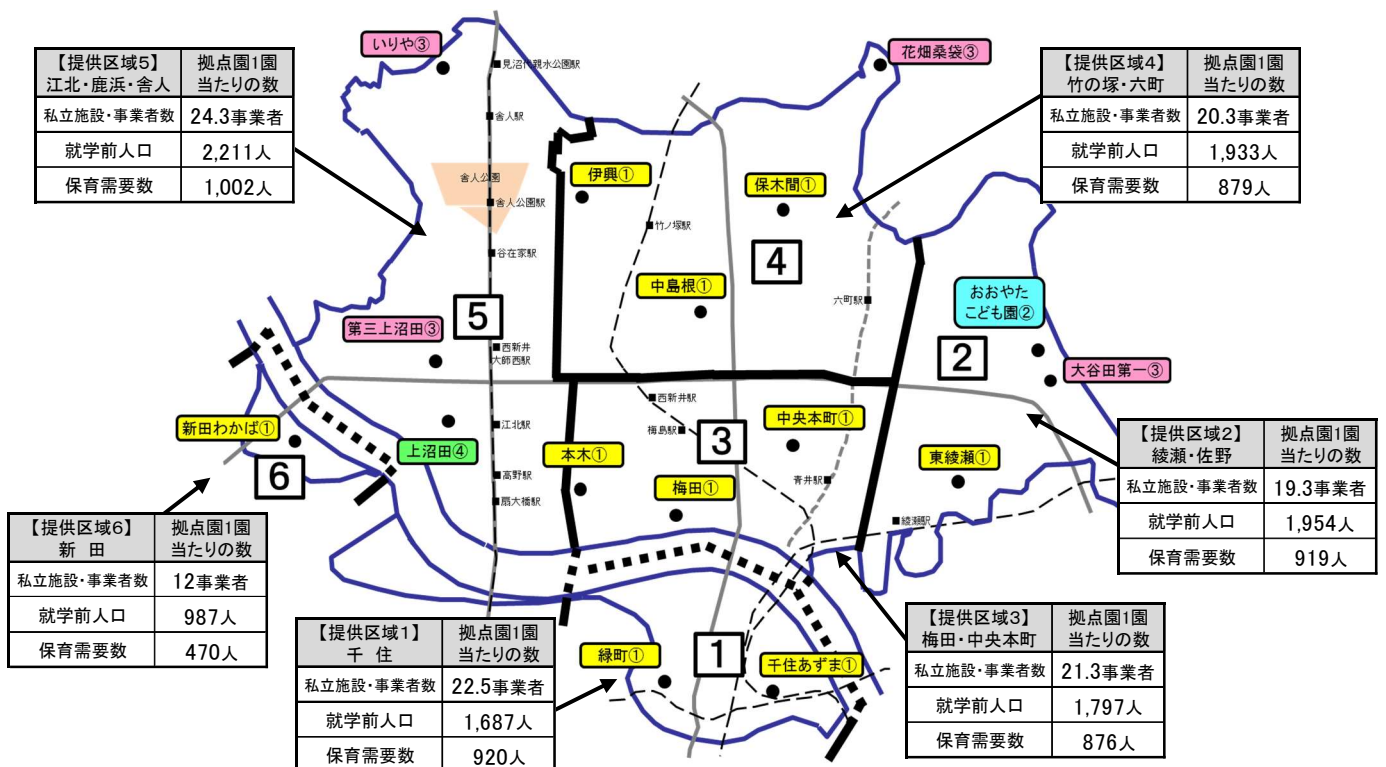 いりや③
花畑桑袋③
【提供区域5】
江北・鹿浜・舎人
拠点園1園
当たりの数
私立施設・事業者数
24.3事業者
就学前人口
2,211人
保育需要数
1,002人
【提供区域4】
竹の塚・六町
拠点園1園
当たりの数
私立施設・事業者数
20.3事業者
就学前人口
1,933人
保育需要数
879人
見沼代親水公園駅
舎人駅
舎人公園
舎人公園駅
谷在家駅
伊興①
保木間①
竹ノ塚駅
4
中島根①
六町駅
おおやた
こども園②
5
第三上沼田③
西新井
大師西駅
2
大谷田第一③
西新井駅
梅島駅
3
中央本町①
新田わかば①
6
上沼田④
江北駅
高野駅
扇大橋駅
本木①
梅田①
青井駅
東綾瀬①
綾瀬駅
【提供区域2】
綾瀬・佐野
拠点園1園
当たりの数
私立施設・事業者数
19.3事業者
就学前人口
1,954人
保育需要数
919人
【提供区域6】
新 田
拠点園1園
当たりの数
私立施設・事業者数
12事業者
就学前人口
987人
保育需要数
470人
【提供区域1】
千 住
拠点園1園
当たりの数
私立施設・事業者数
22.5事業者
就学前人口
1,687人
保育需要数
920人
緑町①
1
千住あずま①
【提供区域3】
梅田・中央本町
拠点園1園
当たりの数
私立施設・事業者数
21.3事業者
就学前人口
1,797人
保育需要数
876人